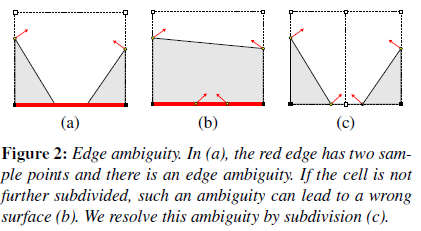 (a) (b) (c)
Figure 2: Edge ambiguity. In (a), the red edge has two sam-
ple points and there is an edge ambiguity. If the cell is not
further subdivided, such an ambiguity can lead to a wrong
surface (b). We resolve this ambiguity by subdivision (c).